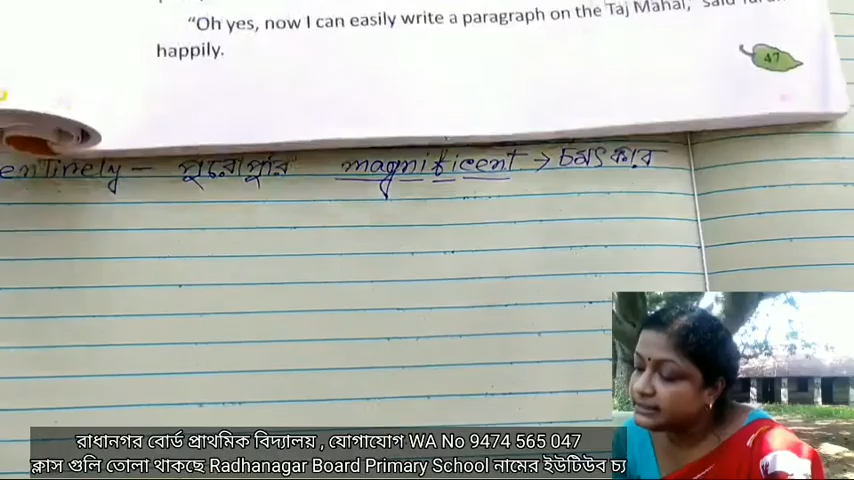 “Oh yes, now I can easily write a paragraph on the Taj Mahal,” said
happily.
47
entirely – পুরোপুরি magnificent → চমৎকার
রাধানগর বোর্ড প্রাথমিক বিদ্যালয় , যোগাযোগ WA No 9474 565 047
ক্লাস গুলি তোলা থাকছে Radhanagar Board Primary School নামের ইউটিউব চ্য